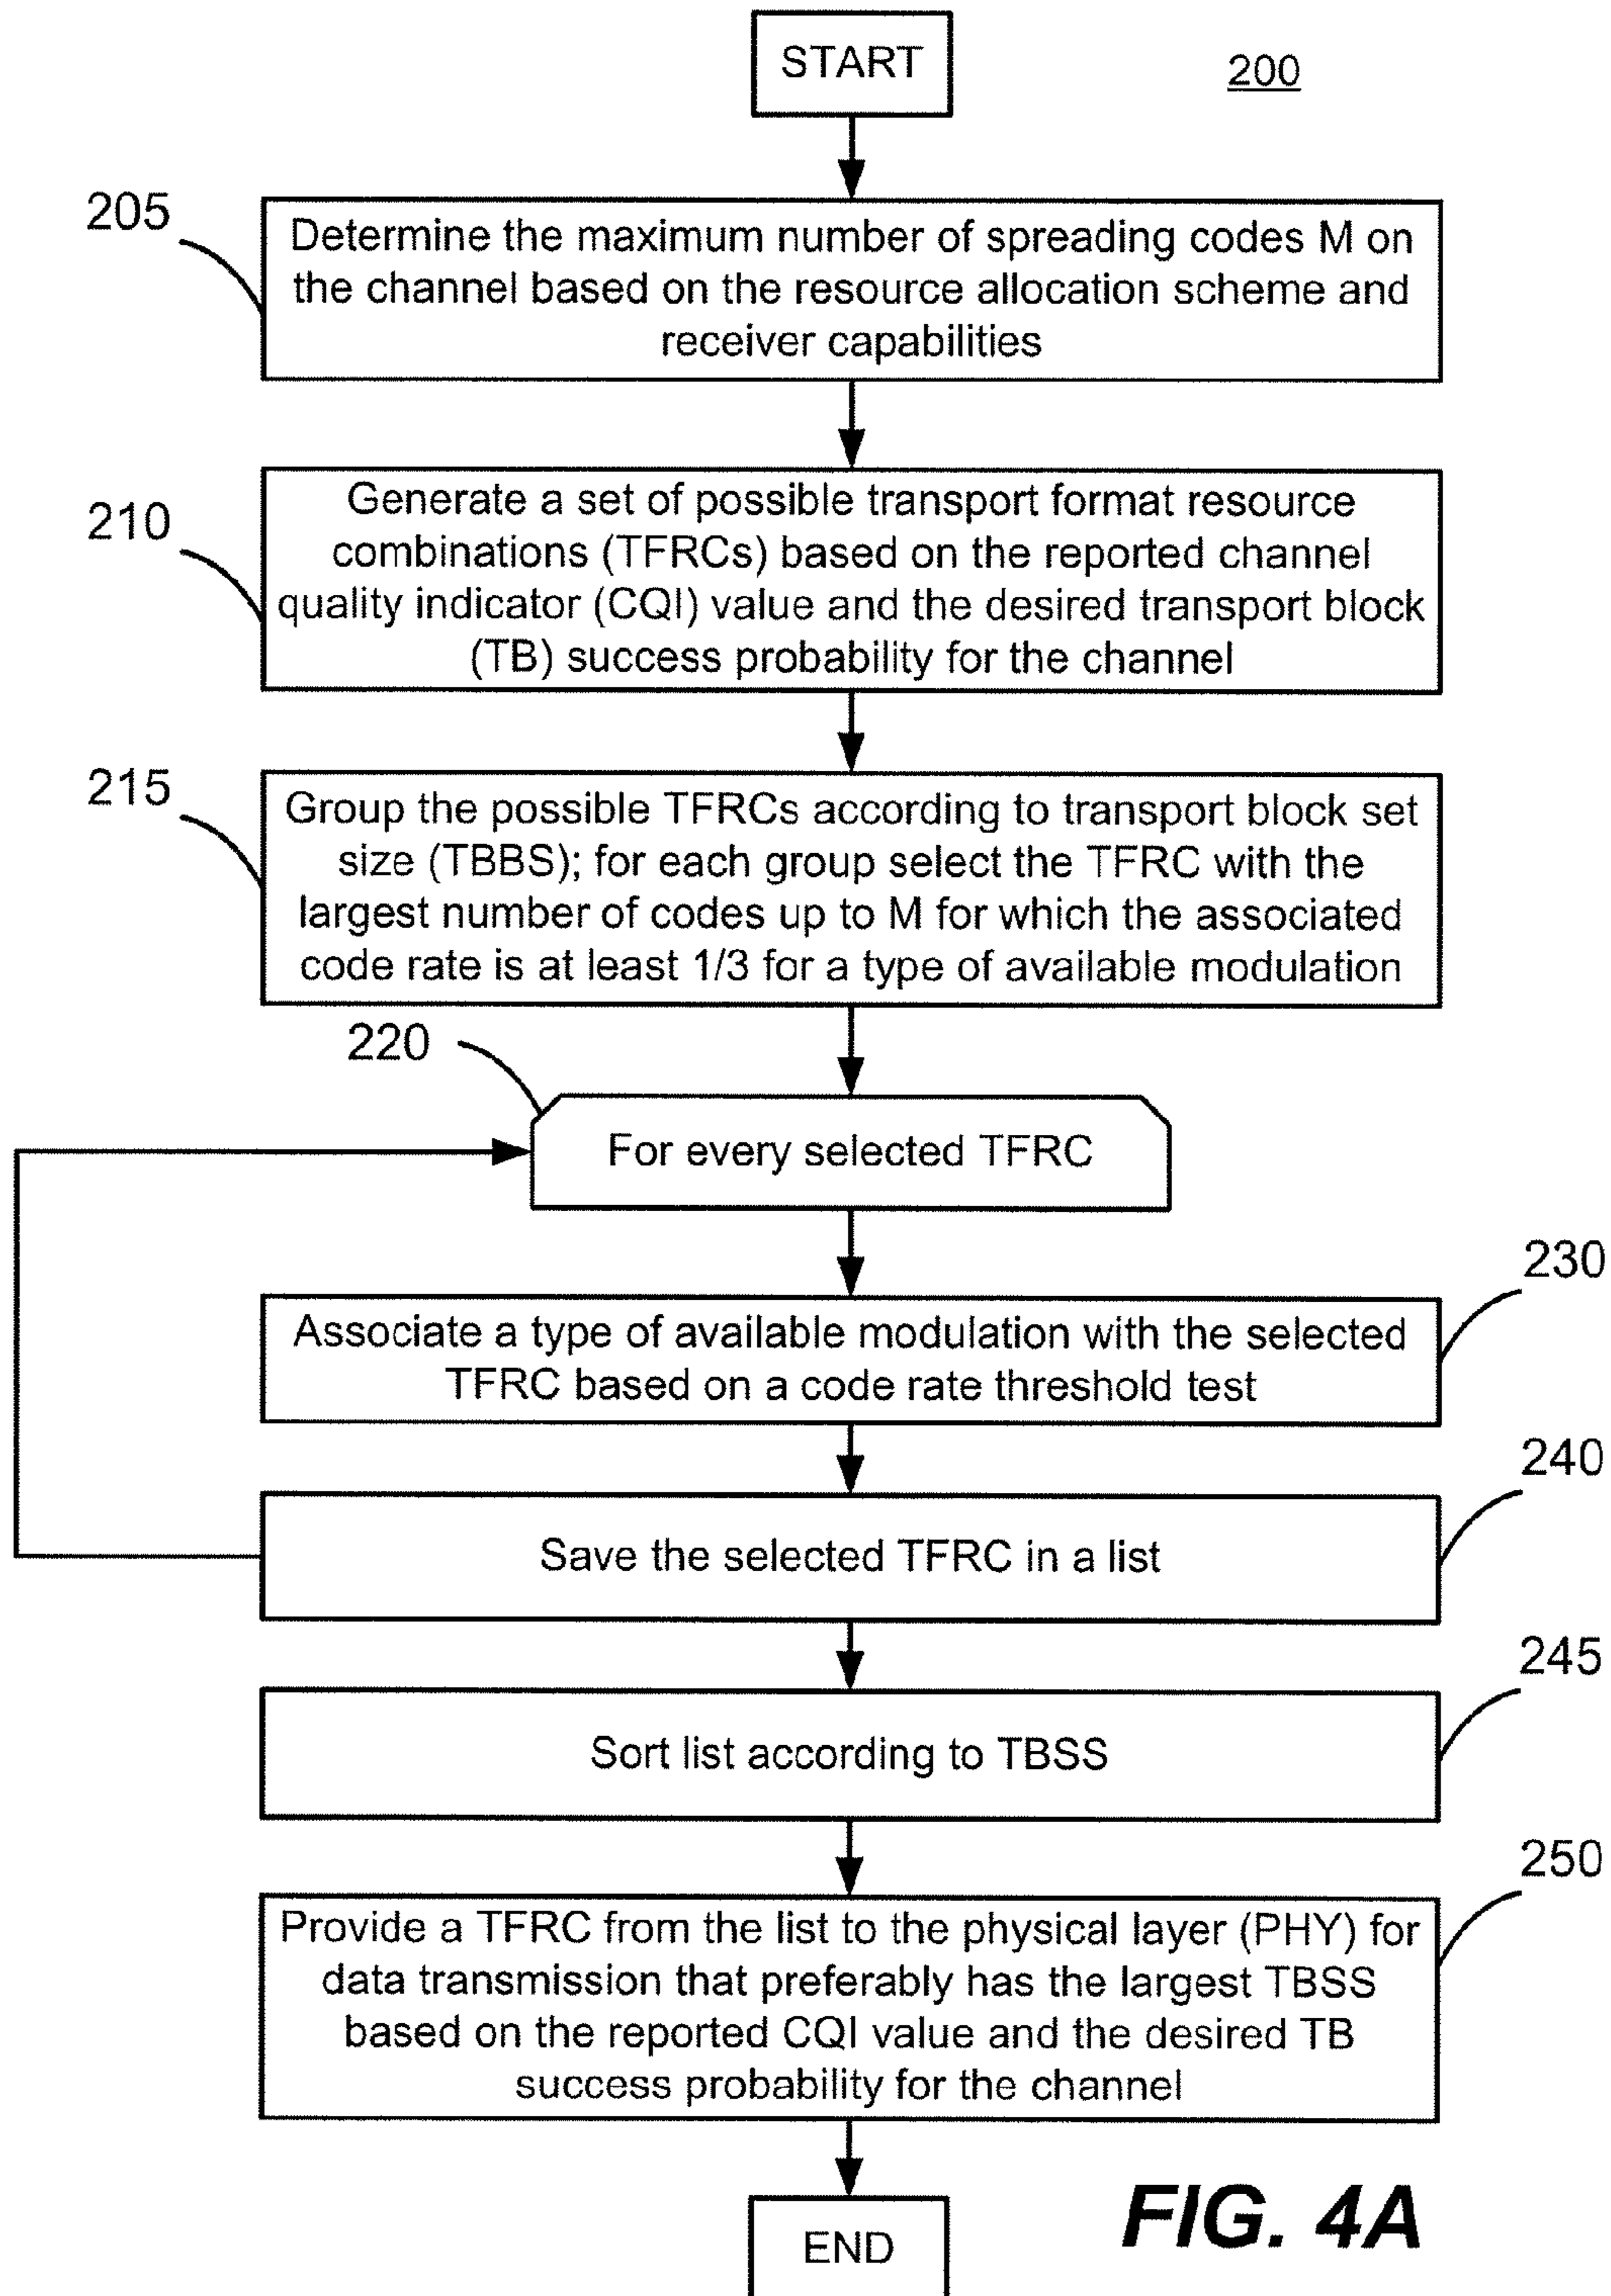 START
200
205
Determine the maximum number of spreading codes M on
the channel based on the resource allocation scheme and
receiver capabilities
210
Generate a set of possible transport format resource
combinations (TFRCs) based on the reported channel
quality indicator (CQI) value and the desired transport block
(TB) success probability for the channel
215
Group the possible TFRCs according to transport block set
size (TBBS); for each group select the TFRC with the
largest number of codes up to M for which the associated
code rate is at least 1/3 for a type of available modulation
220
For every selected TFRC
230
Associate a type of available modulation with the selected
TFRC based on a code rate threshold test
240
Save the selected TFRC in a list
245
Sort list according to TBSS
250
Provide a TFRC from the list to the physical layer (PHY) for
data transmission that preferably has the largest TBSS
based on the reported CQI value and the desired TB
success probability for the channel
END
FIG. 4A